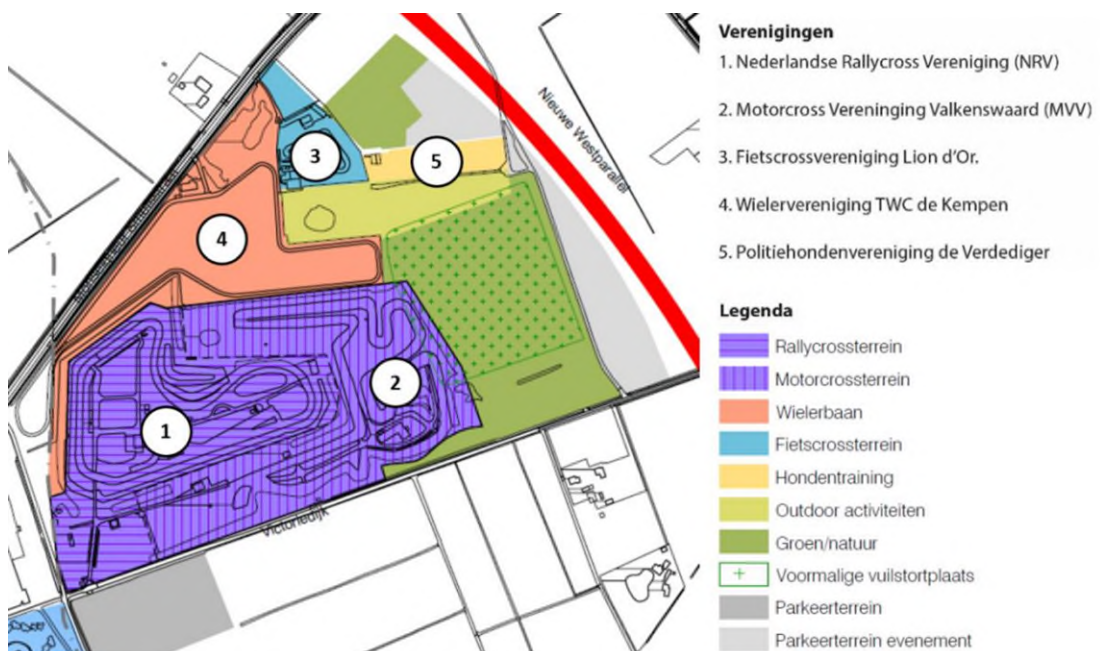 Verenigingen
1. Nederlandse Rallycross Vereniging (NRV)
2. Motorcross Vereninging Valkenswaard (MVV)
3. Fietscrossvereniging Lion d'Or.
4. Wielervereniging TWC de Kempen
5. Politiehondenvereniging de Verdediger
Legenda
Rallycrossterrein
Motorcrossterrein
Wielerbaan
Fietscrossterrein
Hondentraining
Outdoor activiteiten
Groen/natuur
Voormalige vuilstortplaats
Parkeerterrein
Parkeerterrein evenement
Nieuwe Westparallel
3
5
4
2
1
Victoriedijk